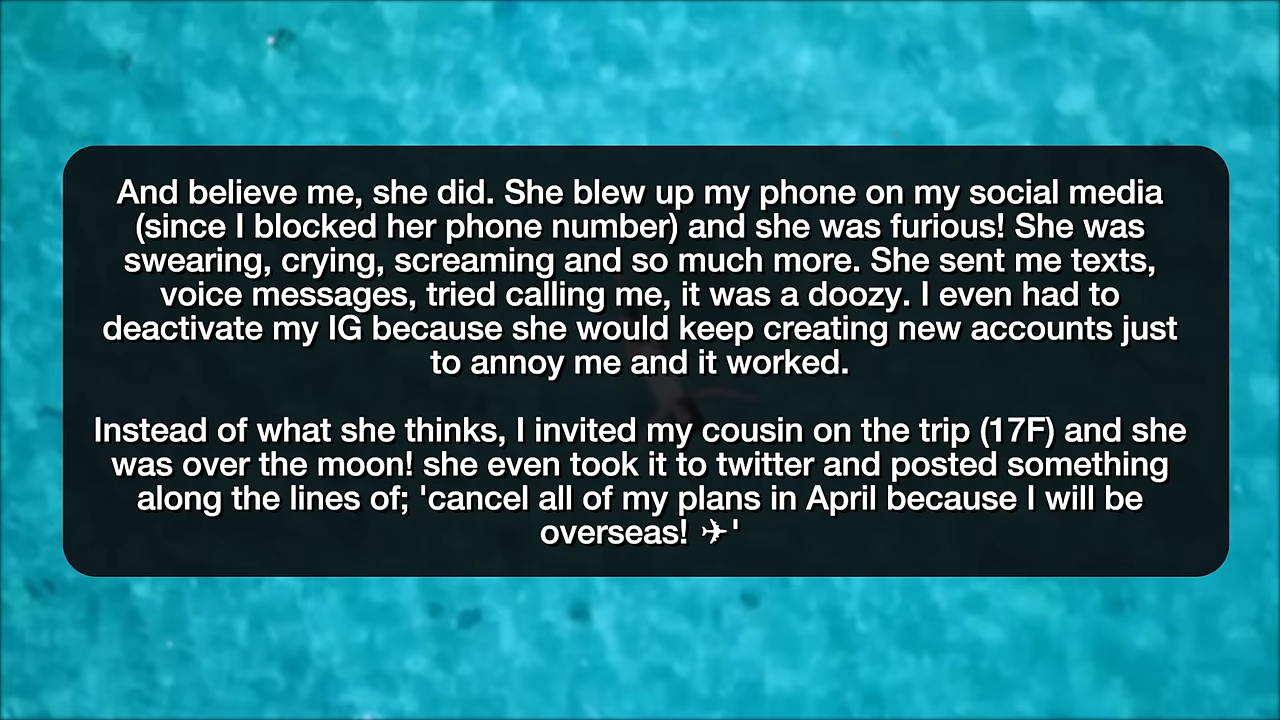 And believe me, she did. She blew up my phone on my social media
(since I blocked her phone number) and she was furious! She was
swearing, crying, screaming and so much more. She sent me texts,
voice messages, tried calling me, it was a doozy. I even had to
deactivate my IG because she would keep creating new accounts just
to annoy me and it worked.
Instead of what she thinks, I invited my cousin on the trip (17F) and she
was over the moon! she even took it to twitter and posted something
along the lines of; 'cancel all of my plans in April because I will be
overseas! ✈'